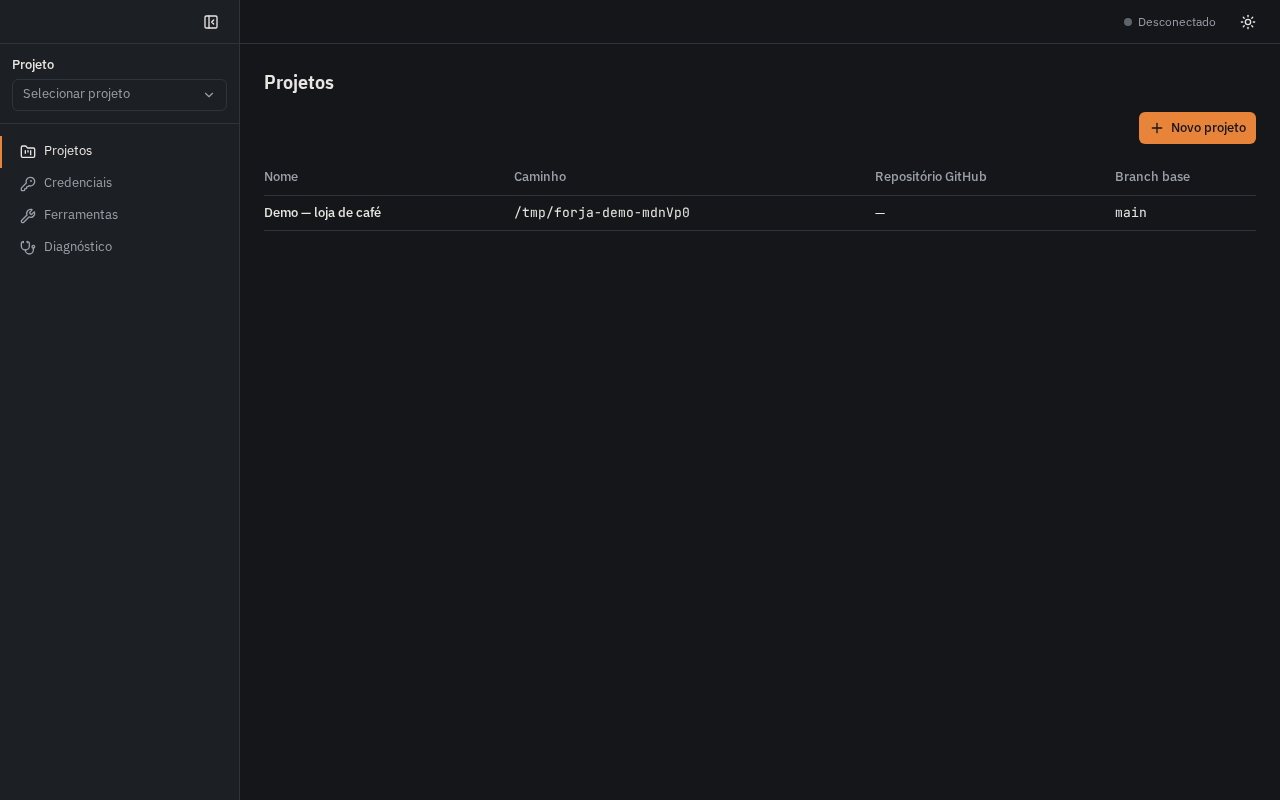 Desconectado
Projeto
Selecionar projeto
Projetos
Credenciais
Ferramentas
Diagnóstico
Projetos
Novo projeto
Nome Caminho Repositório GitHub Branch base
Demo — loja de café /tmp/forja-demo-mdnVp0 — main